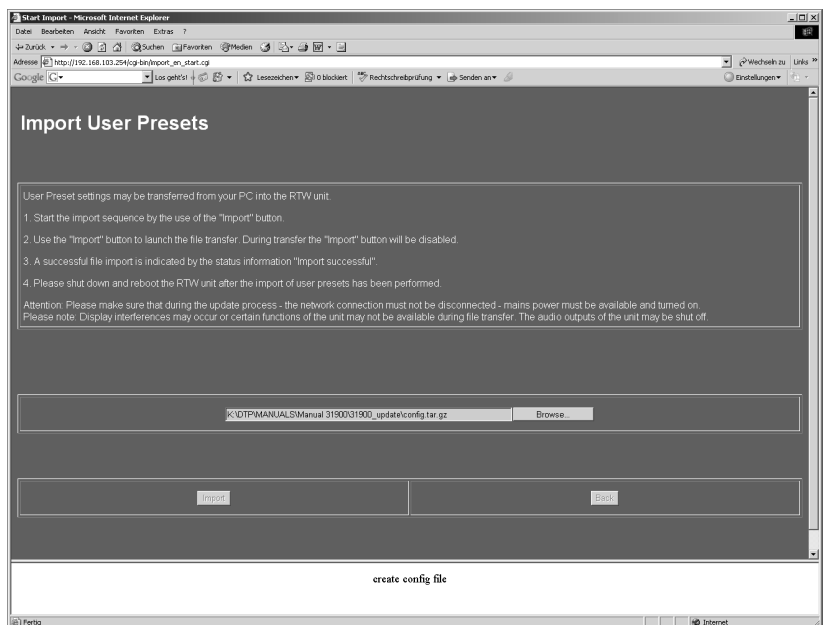 Start Import - Microsoft Internet Explorer
Datei Bearbeiten Ansicht Favoriten Extras ?
Zurück Suchen Favoriten Medien
Adresse http://192.168.103.254/cgi-bin/import_en_start.cgi Wechseln zu Links »
Google G Los geht's! Lesezeichen 0 blockiert Rechtschreibprüfung Senden an Einstellungen
Import User Presets
User Preset settings may be transferred from your PC into the RTW unit.
1. Start the import sequence by the use of the "Import" button.
2. Use the "Import" button to launch the file transfer. During transfer the "Import" button will be disabled.
3. A successful file import is indicated by the status information "Import successful".
4. Please shut down and reboot the RTW unit after the import of user presets has been performed.
Attention: Please make sure that during the update process - the network connection must not be disconnected - mains power must be available and turned on.
Please note: Display interferences may occur or certain functions of the unit may not be available during file transfer. The audio outputs of the unit may be shut off.
K:\DTP\MANUALS\Manual 31900\31900_update\config.tar.gz Browse...
Import Back
create config file
Fertig Internet